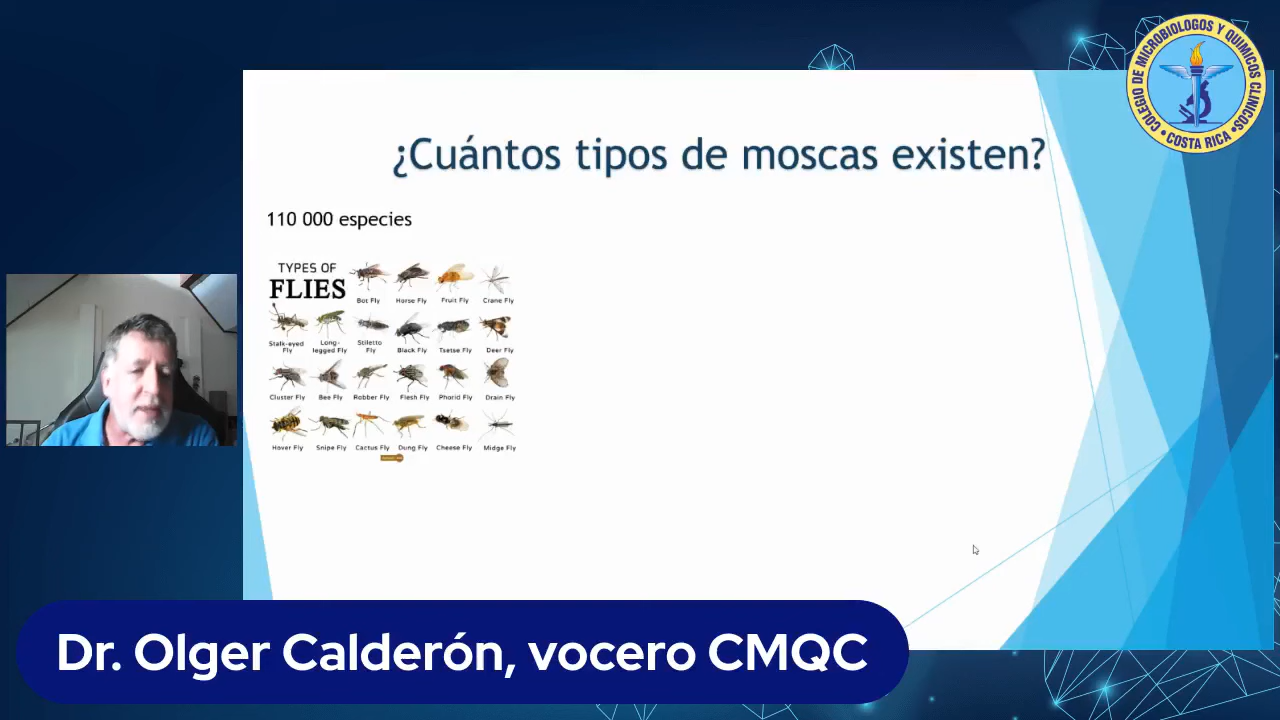 COLEGIO DE MICROBIOLOGOS Y QUIMICOS CLINICOS
• COSTA RICA •
¿Cuántos tipos de moscas existen?
110 000 especies
TYPES OF
FLIES
Bot Fly Horse Fly Fruit Fly Crane Fly
Stalk-eyed Fly Long-legged Fly Stiletto Fly Black Fly Tsetse Fly Deer Fly
Cluster Fly Bee Fly Robber Fly Flesh Fly Phorid Fly Drain Fly
Hover Fly Snipe Fly Cactus Fly Dung Fly Cheese Fly Midge Fly
Dr. Olger Calderón, vocero CMQC